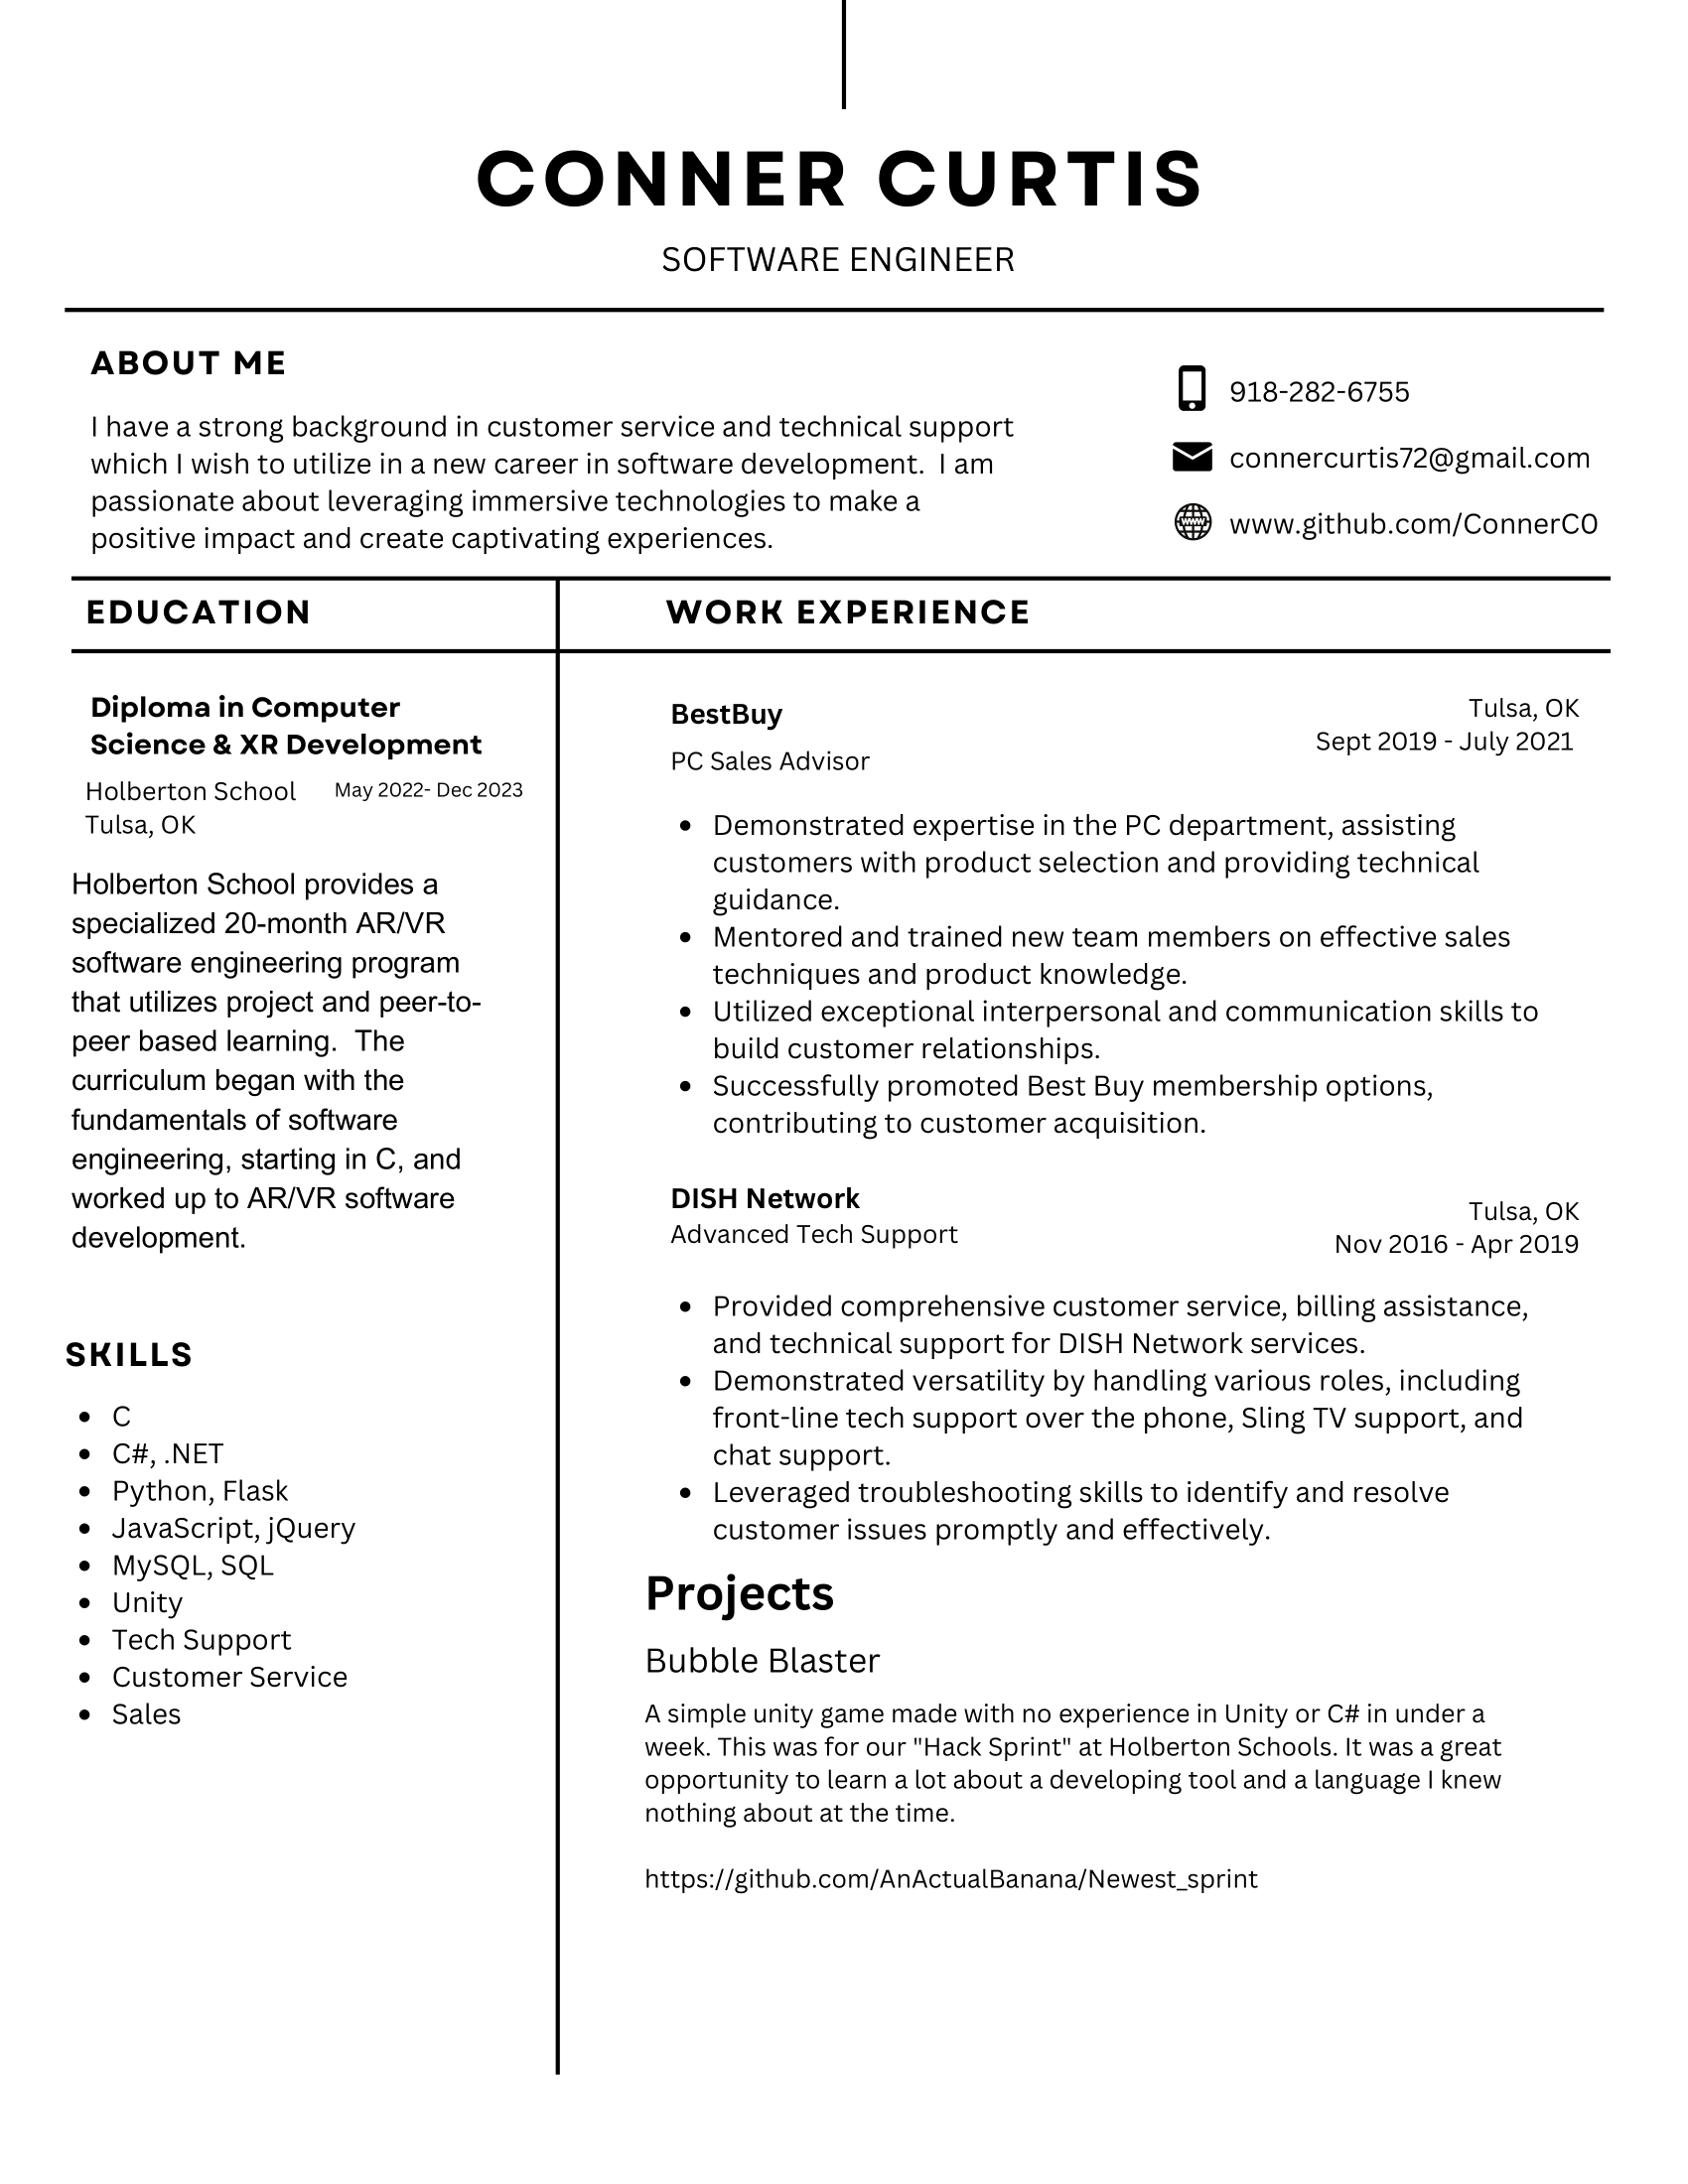 CONNER CURTIS
SOFTWARE ENGINEER
ABOUT ME
I have a strong background in customer service and technical support
which I wish to utilize in a new career in software development.  I am
passionate about leveraging immersive technologies to make a
positive impact and create captivating experiences.
918-282-6755
connercurtis72@gmail.com
www.github.com/ConnerC0
EDUCATION
Diploma in Computer
Science & XR Development
Holberton School May 2022- Dec 2023
Tulsa, OK
Holberton School provides a
specialized 20-month AR/VR
software engineering program
that utilizes project and peer-to-
peer based learning.  The
curriculum began with the
fundamentals of software
engineering, starting in C, and
worked up to AR/VR software
development.
SKILLS
• C
• C#, .NET
• Python, Flask
• JavaScript, jQuery
• MySQL, SQL
• Unity
• Tech Support
• Customer Service
• Sales
WORK EXPERIENCE
BestBuy
PC Sales Advisor
Tulsa, OK
Sept 2019 - July 2021
• Demonstrated expertise in the PC department, assisting
customers with product selection and providing technical
guidance.
• Mentored and trained new team members on effective sales
techniques and product knowledge.
• Utilized exceptional interpersonal and communication skills to
build customer relationships.
• Successfully promoted Best Buy membership options,
contributing to customer acquisition.
DISH Network
Advanced Tech Support
Tulsa, OK
Nov 2016 - Apr 2019
• Provided comprehensive customer service, billing assistance,
and technical support for DISH Network services.
• Demonstrated versatility by handling various roles, including
front-line tech support over the phone, Sling TV support, and
chat support.
• Leveraged troubleshooting skills to identify and resolve
customer issues promptly and effectively.
Projects
Bubble Blaster
A simple unity game made with no experience in Unity or C# in under a
week. This was for our "Hack Sprint" at Holberton Schools. It was a great
opportunity to learn a lot about a developing tool and a language I knew
nothing about at the time.
https://github.com/AnActualBanana/Newest_sprint